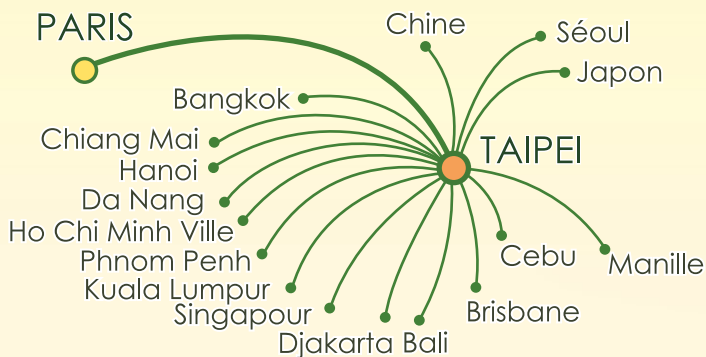 PARIS
Chine
Séoul
Japon
Bangkok
Chiang Mai
TAIPEI
Hanoi
Da Nang
Ho Chi Minh Ville
Cebu
Manille
Phnom Penh
Kuala Lumpur
Singapour
Brisbane
Djakarta
Bali